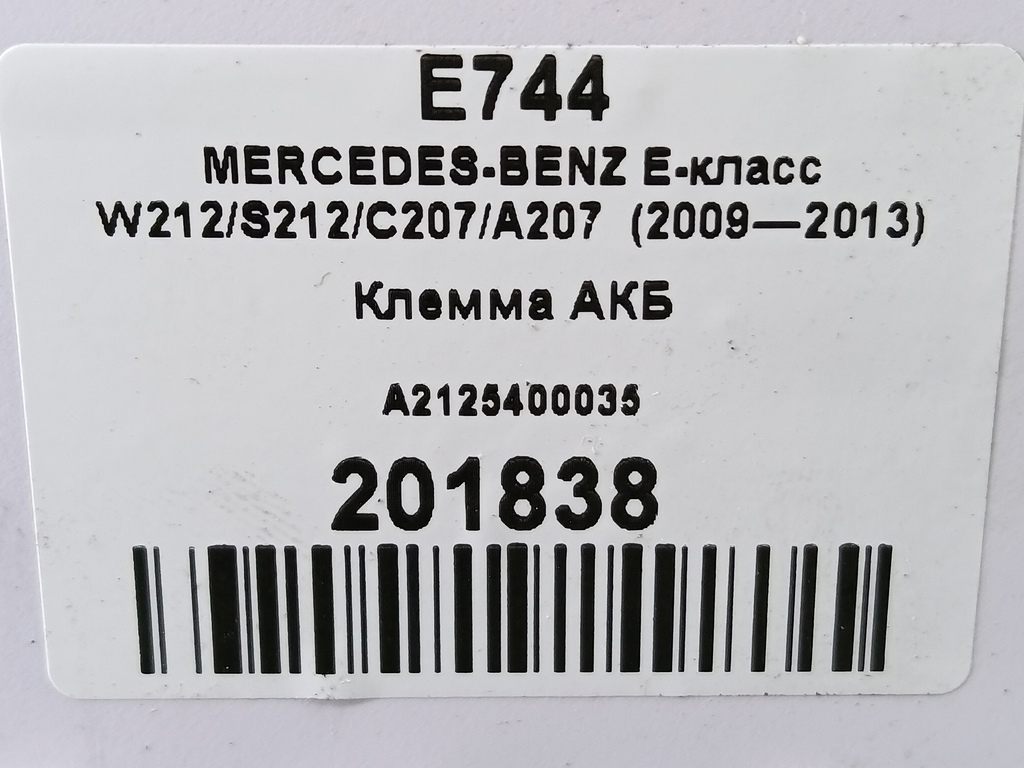 E744
MERCEDES-BENZ E-класс
W212/S212/C207/A207 (2009—2013)
Клемма АКБ
A2125400035
201838